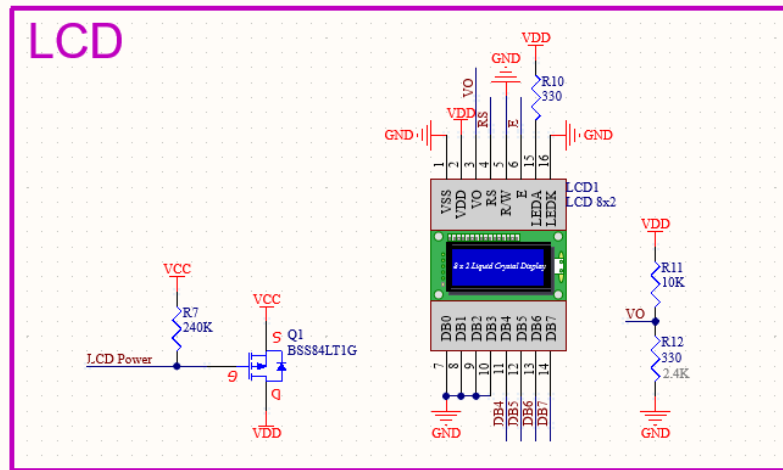 LCD
VDD
GND
R10
330
VO
VDD
RS
E
GND
GND
1
2
3
4
5
6
15
16
VSS
VDD
VO
RS
R/W
E
LEDA
LEDK
LCD1
LCD 8x2
8 x 2 Liquid Crystal Display
DB0
DB1
DB2
DB3
DB4
DB5
DB6
DB7
7
8
9
10
11
12
13
14
DB4
DB5
DB6
DB7
GND
VCC
R7
240K
VCC
S
Q1
BSS84LT1G
LCD Power
G
D
VDD
VDD
R11
10K
VO
R12
330
2.4K
GND